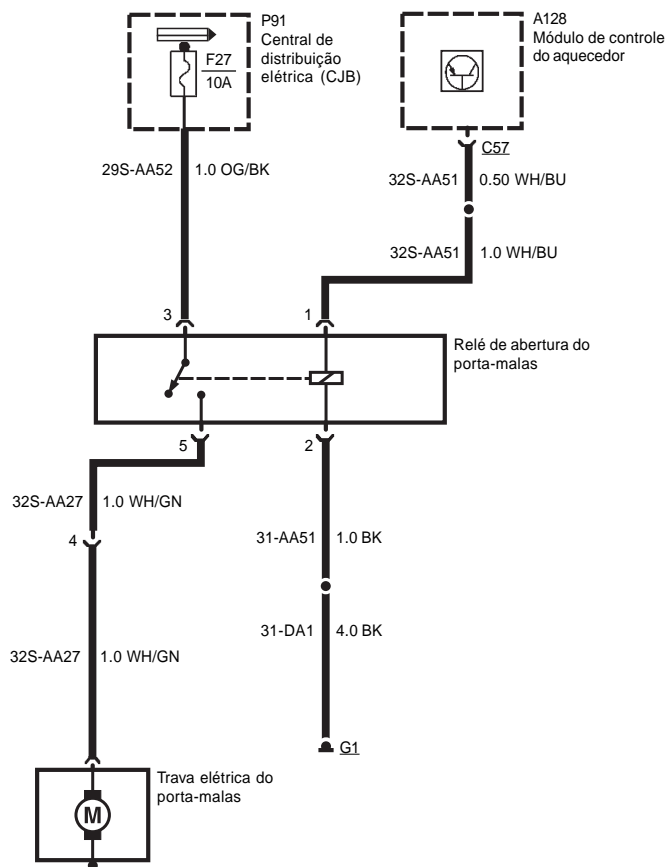 P91
Central de
distribuição
elétrica (CJB)
F27
10A
A128
Módulo de controle
do aquecedor
C57
29S-AA52 1.0 OG/BK
32S-AA51 0.50 WH/BU
32S-AA51 1.0 WH/BU
3 1
Relé de abertura do
porta-malas
5 2
32S-AA27 1.0 WH/GN
4
31-AA51 1.0 BK
31-DA1 4.0 BK
32S-AA27 1.0 WH/GN
G1
Trava elétrica do
porta-malas
M